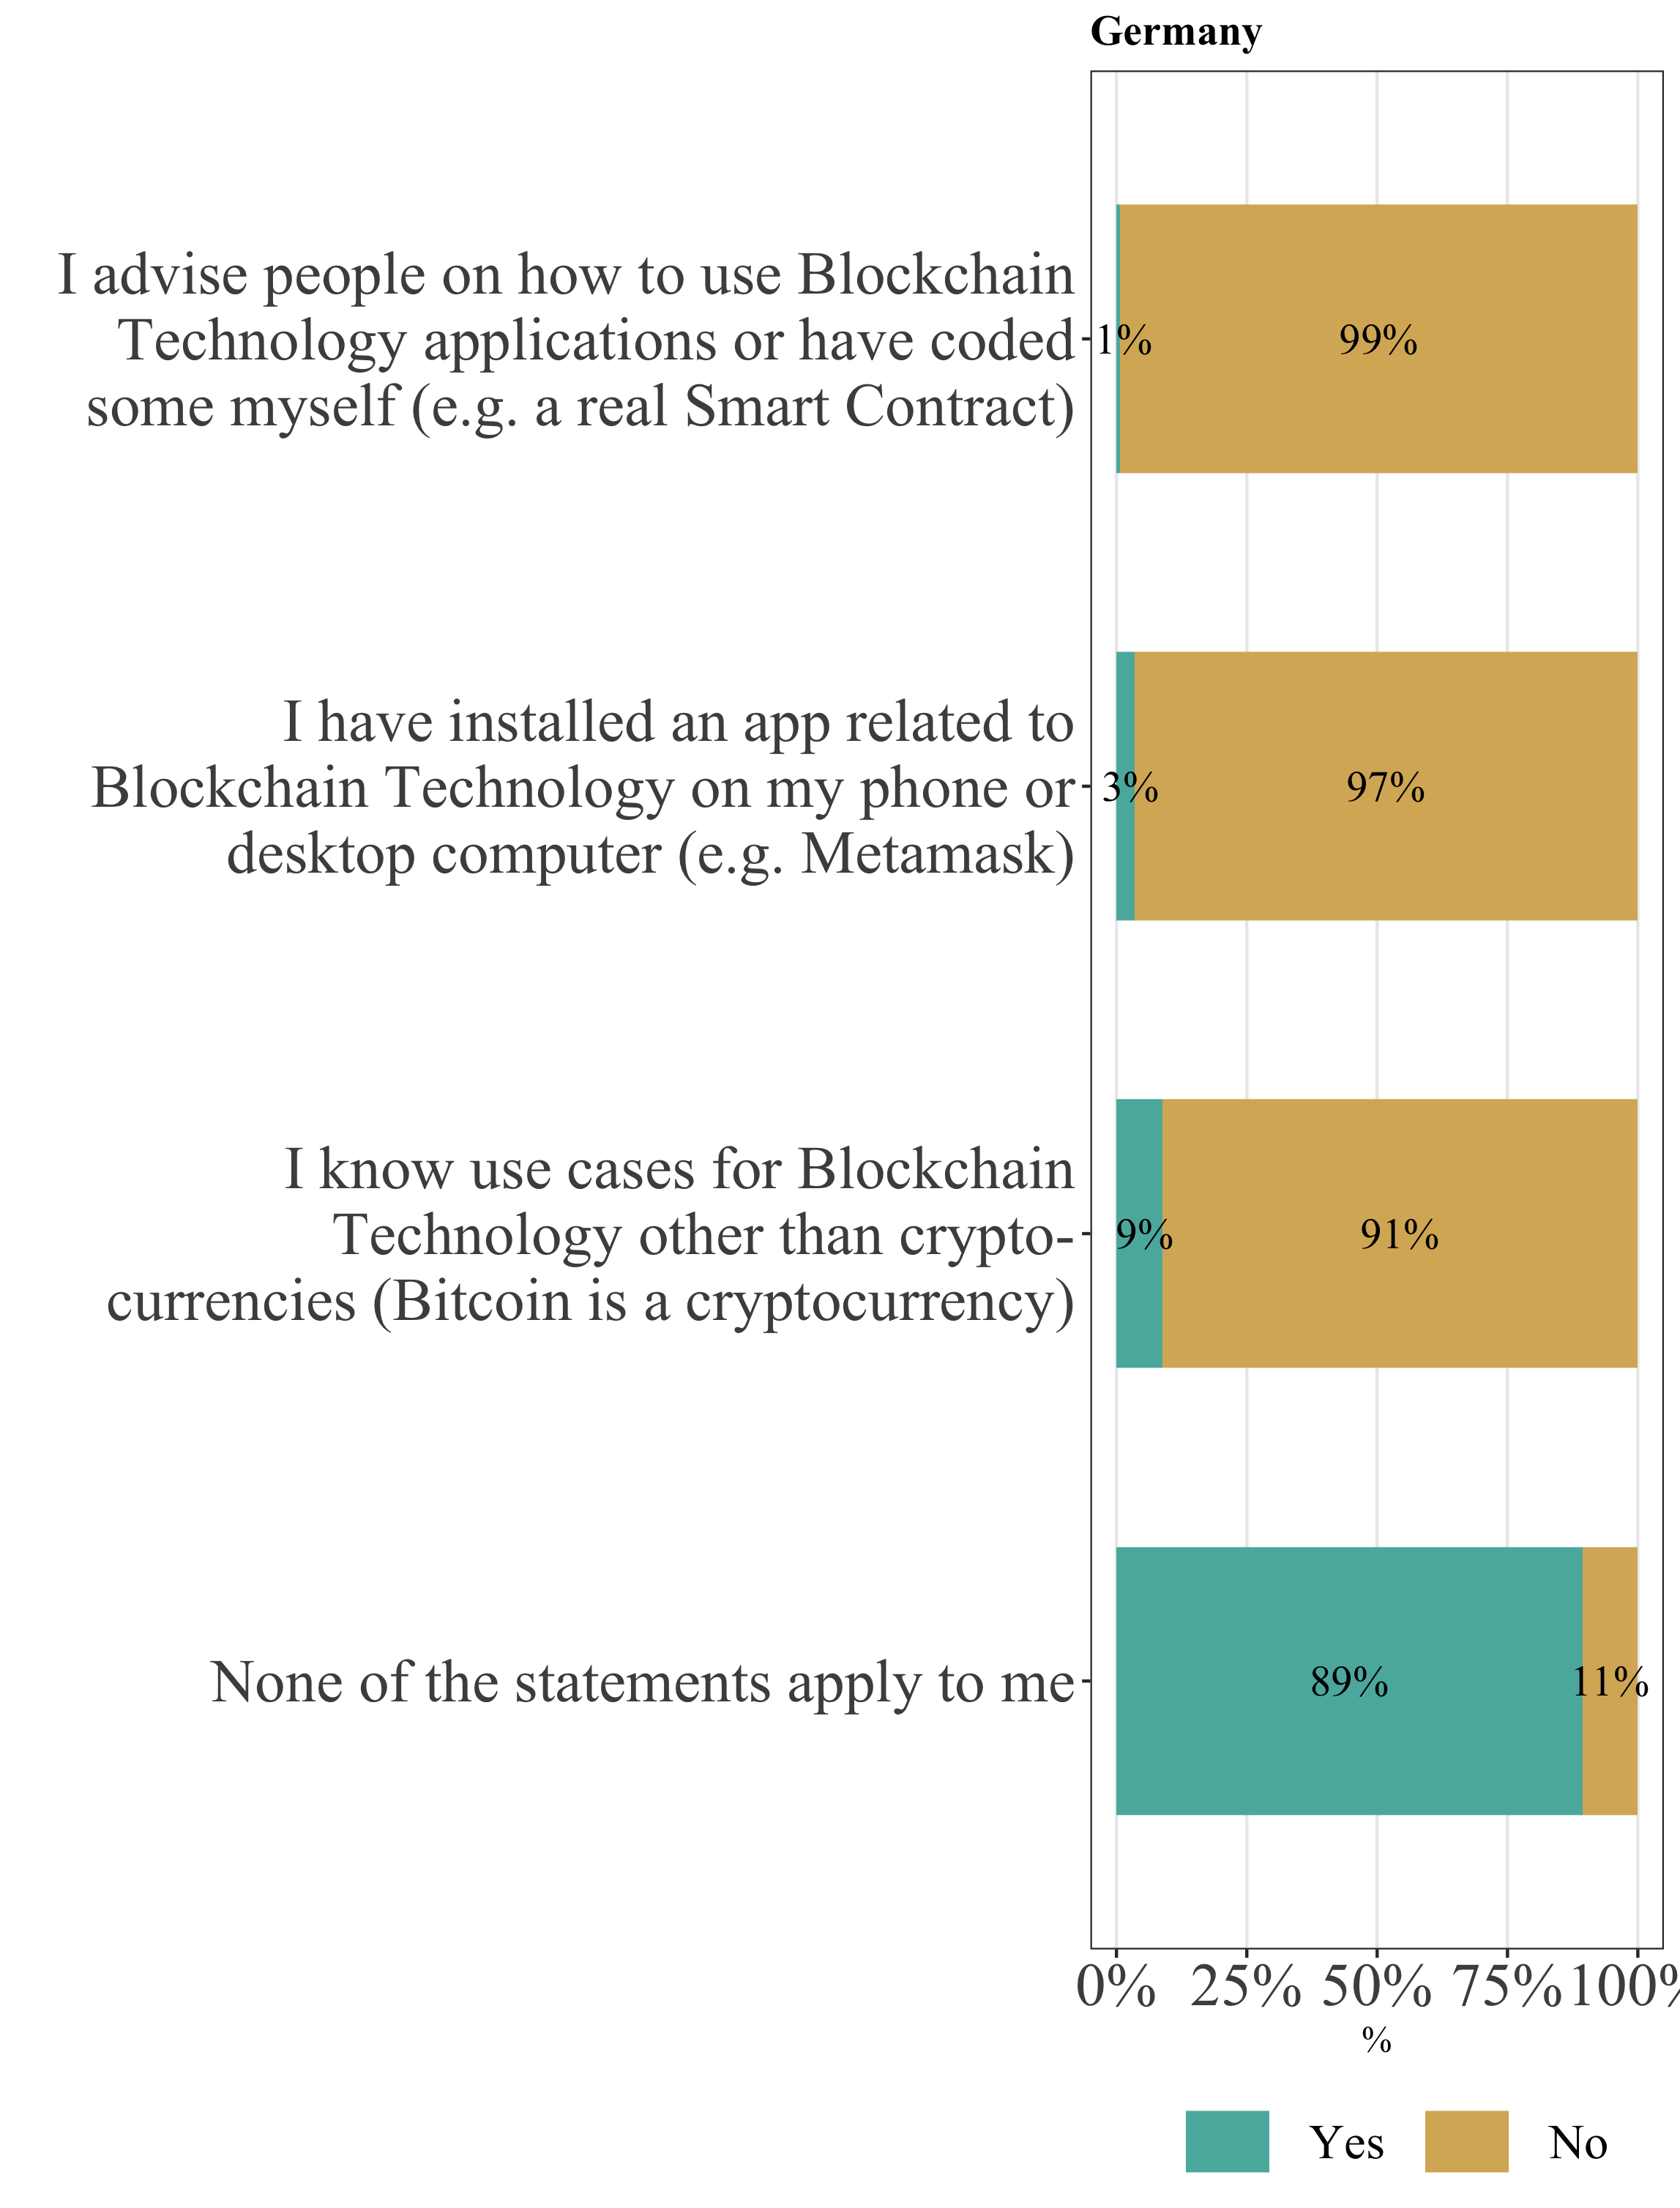 Germany
I advise people on how to use Blockchain
Technology applications or have coded
some myself (e.g. a real Smart Contract)
1% 99%
I have installed an app related to
Blockchain Technology on my phone or
desktop computer (e.g. Metamask)
3% 97%
I know use cases for Blockchain
Technology other than crypto-
currencies (Bitcoin is a cryptocurrency)
9% 91%
None of the statements apply to me
89% 11%
0% 25% 50% 75% 100%
%
Yes No